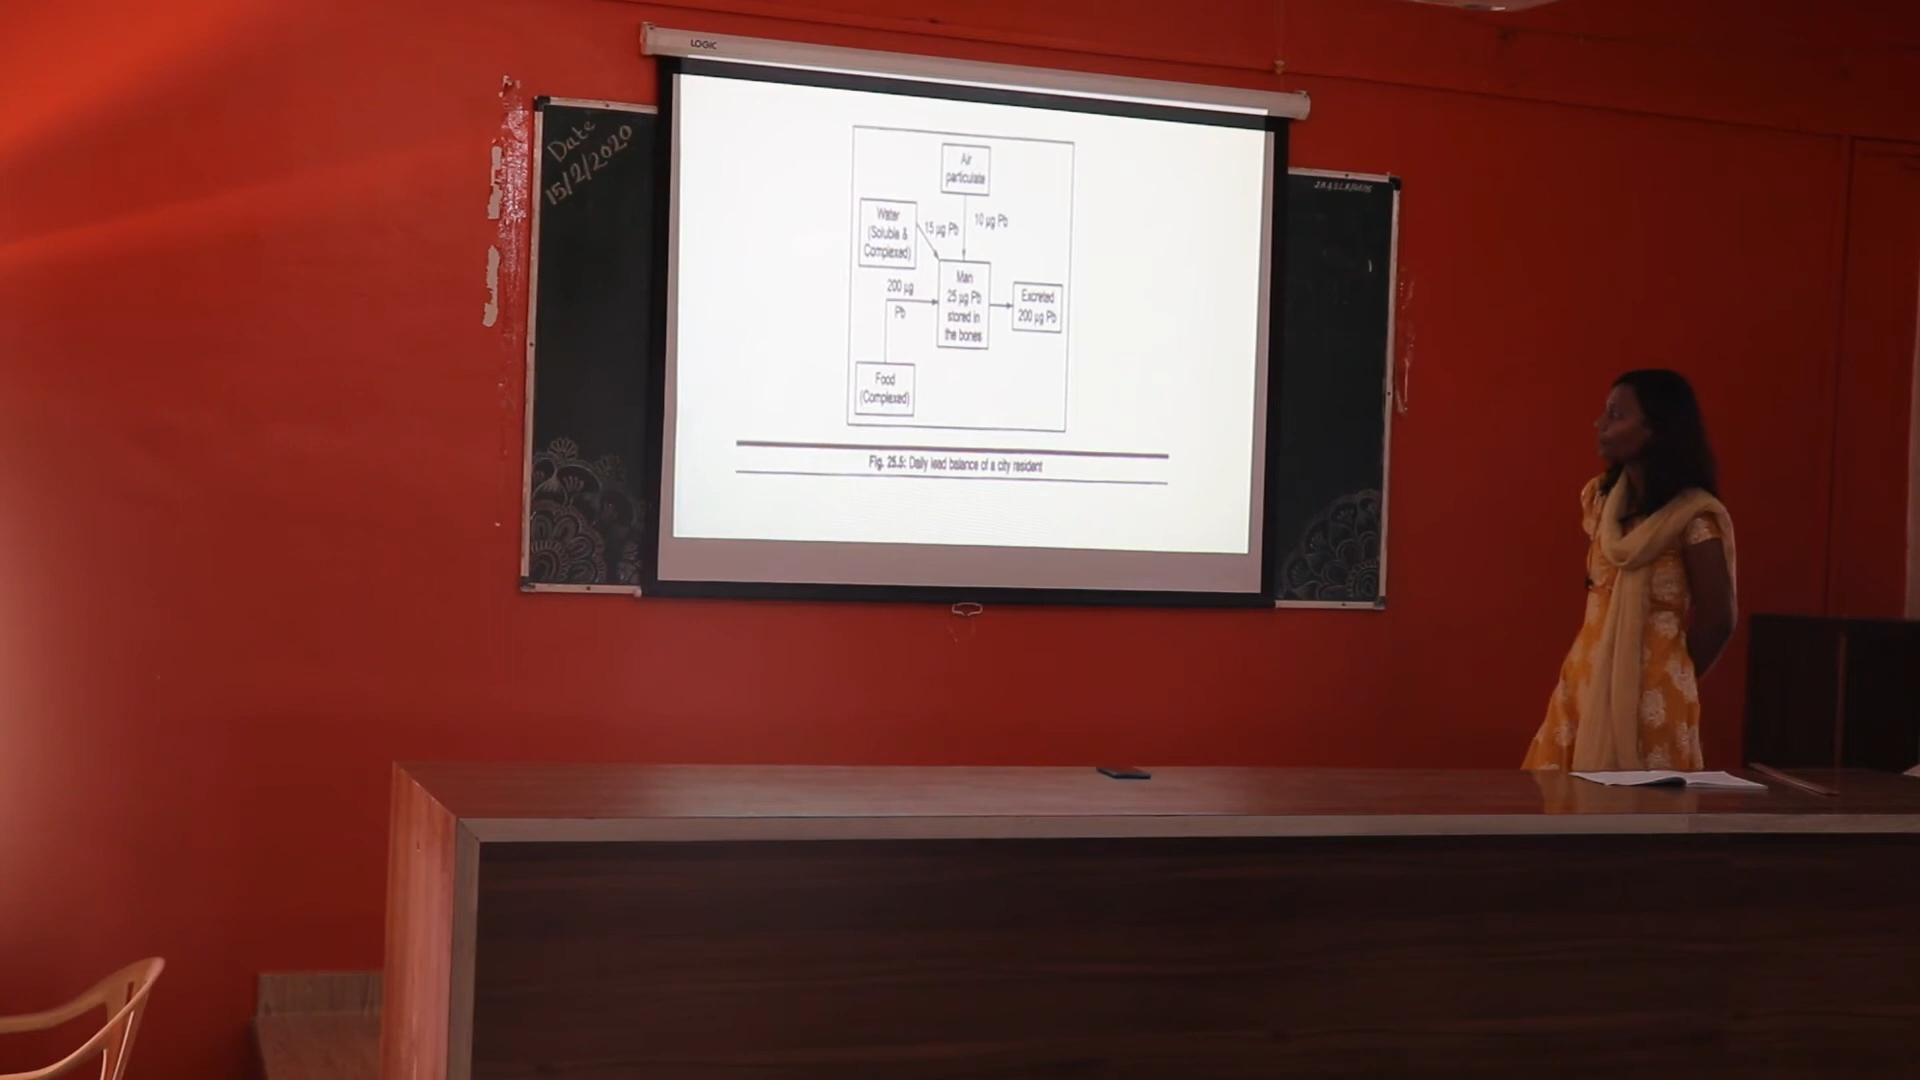 LOGIC
Date
15/2/2020
Air
particulate
10 µg Pb
Water
(Soluble &
Complexed)
15 µg Pb
200 µg
Pb
Man
25 µg Pb
stored in
the bones
Excreted
200 µg Pb
Food
(Complexed)
Fig. 25.5: Daily lead balance of a city resident